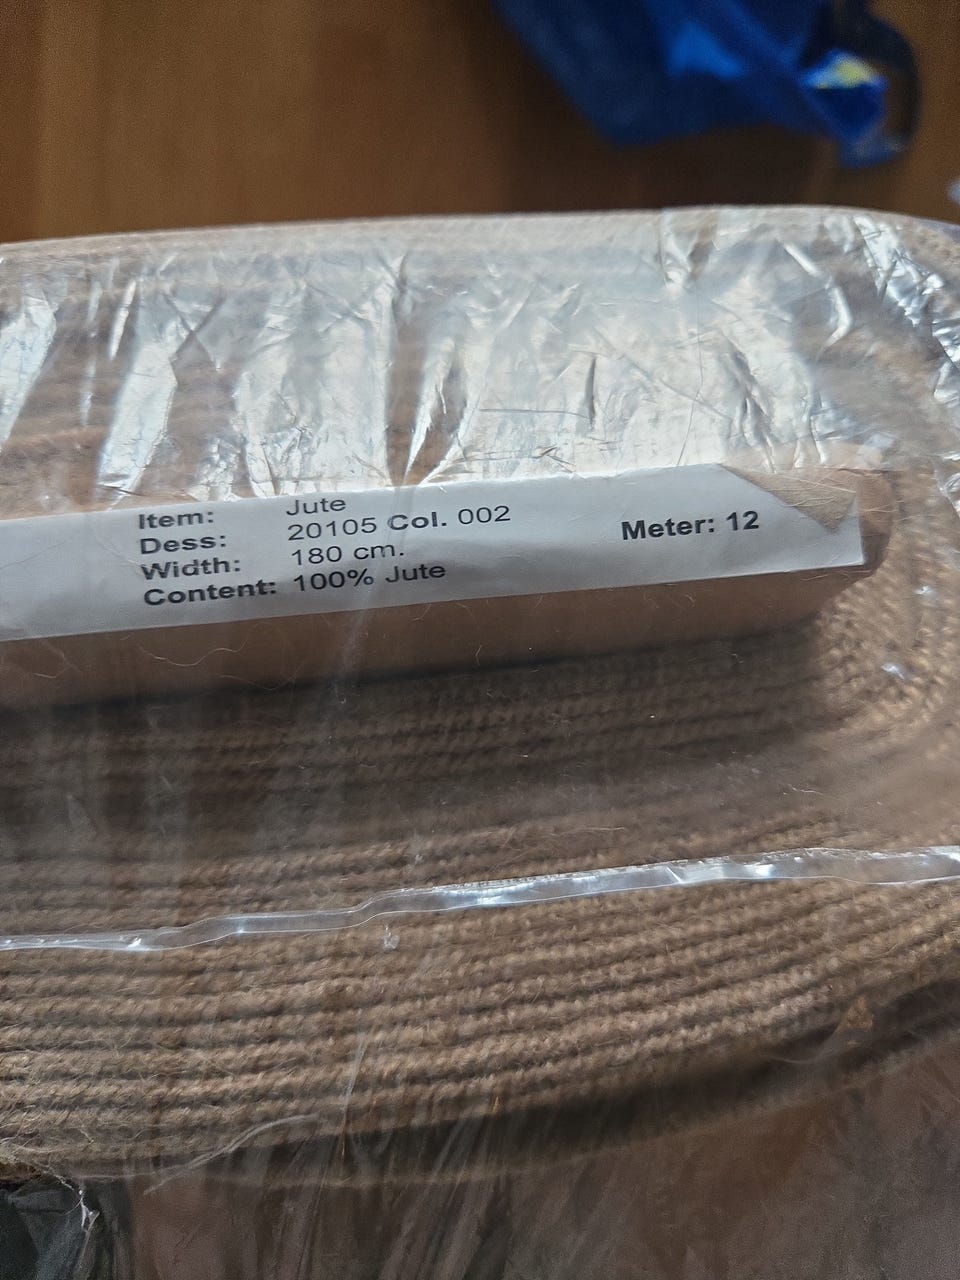 Item: Jute
Dess: 20105 Col. 002
Width: 180 cm.
Content: 100% Jute
Meter: 12